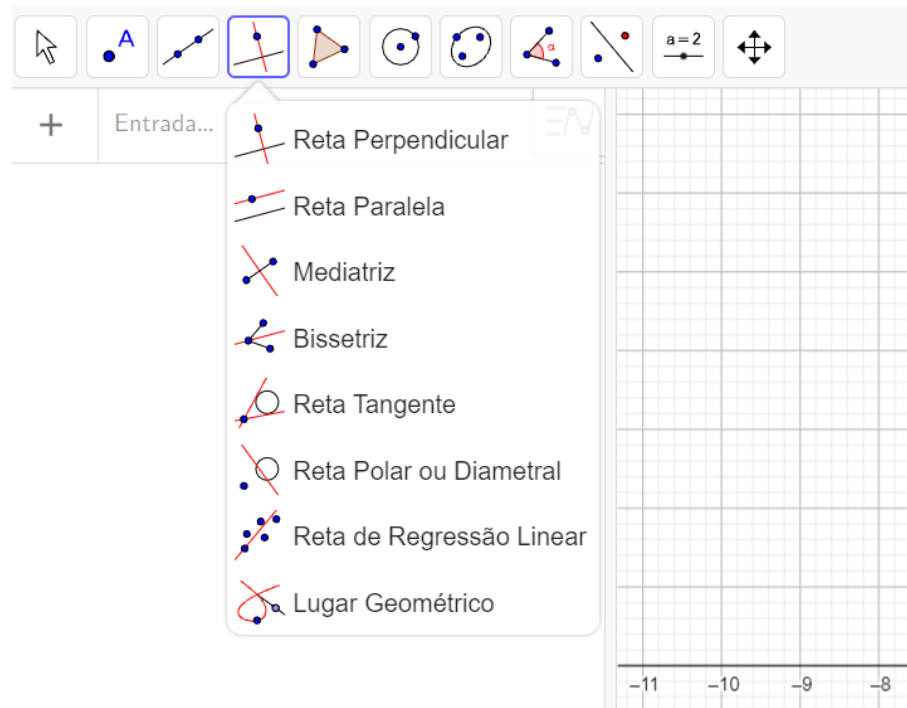 A
α
a=2
+
Entrada...
Reta Perpendicular
Reta Paralela
Mediatriz
Bissetriz
Reta Tangente
Reta Polar ou Diametral
Reta de Regressão Linear
Lugar Geométrico
–11 –10 –9 –8